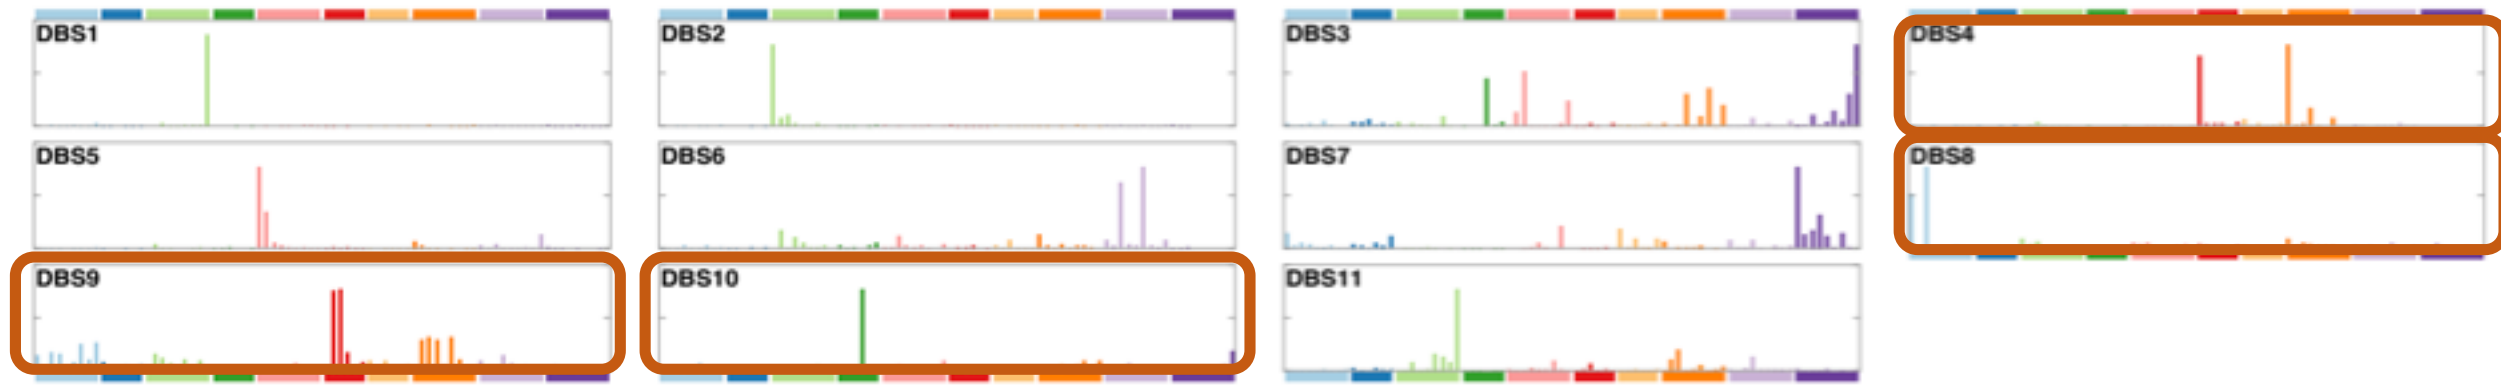 DBS1 DBS2 DBS3 DBS4
DBS5 DBS6 DBS7 DBS8
DBS9 DBS10 DBS11